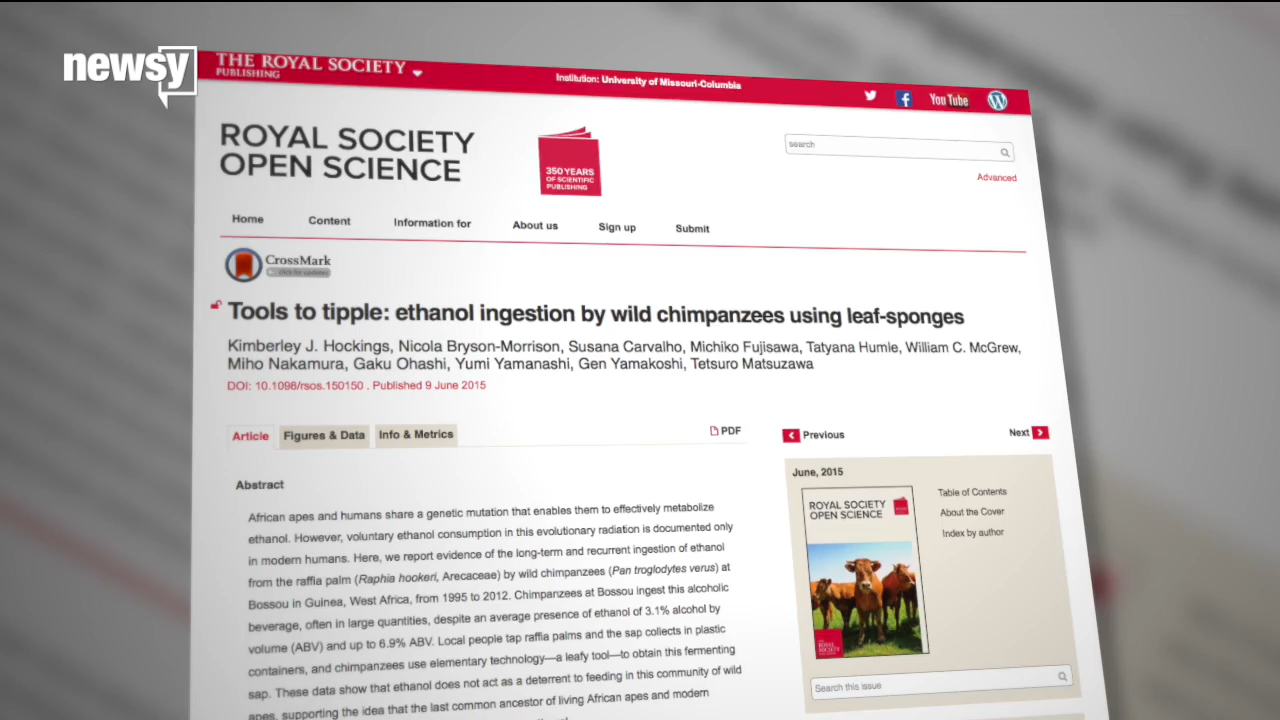 newsy
THE ROYAL SOCIETY
PUBLISHING
Institution: University of Missouri-Columbia
You Tube
ROYAL SOCIETY
OPEN SCIENCE
350 YEARS
OF SCIENTIFIC
PUBLISHING
search
Advanced
Home Content Information for About us Sign up Submit
CrossMark
click for updates
Tools to tipple: ethanol ingestion by wild chimpanzees using leaf-sponges
Kimberley J. Hockings, Nicola Bryson-Morrison, Susana Carvalho, Michiko Fujisawa, Tatyana Humle, William C. McGrew,
Miho Nakamura, Gaku Ohashi, Yumi Yamanashi, Gen Yamakoshi, Tetsuro Matsuzawa
DOI: 10.1098/rsos.150150 . Published 9 June 2015
Article Figures & Data Info & Metrics PDF
Previous Next
Abstract
African apes and humans share a genetic mutation that enables them to effectively metabolize
ethanol. However, voluntary ethanol consumption in this evolutionary radiation is documented only
in modern humans. Here, we report evidence of the long-term and recurrent ingestion of ethanol
from the raffia palm (Raphia hookeri, Arecaceae) by wild chimpanzees (Pan troglodytes verus) at
Bossou in Guinea, West Africa, from 1995 to 2012. Chimpanzees at Bossou ingest this alcoholic
beverage, often in large quantities, despite an average presence of ethanol of 3.1% alcohol by
volume (ABV) and up to 6.9% ABV. Local people tap raffia palms and the sap collects in plastic
containers, and chimpanzees use elementary technology—a leafy tool—to obtain this fermenting
sap. These data show that ethanol does not act as a deterrent to feeding in this community of wild
apes, supporting the idea that the last common ancestor of living African apes and modern
June, 2015
ROYAL SOCIETY
OPEN SCIENCE
Table of Contents
About the Cover
Index by author
Search this issue